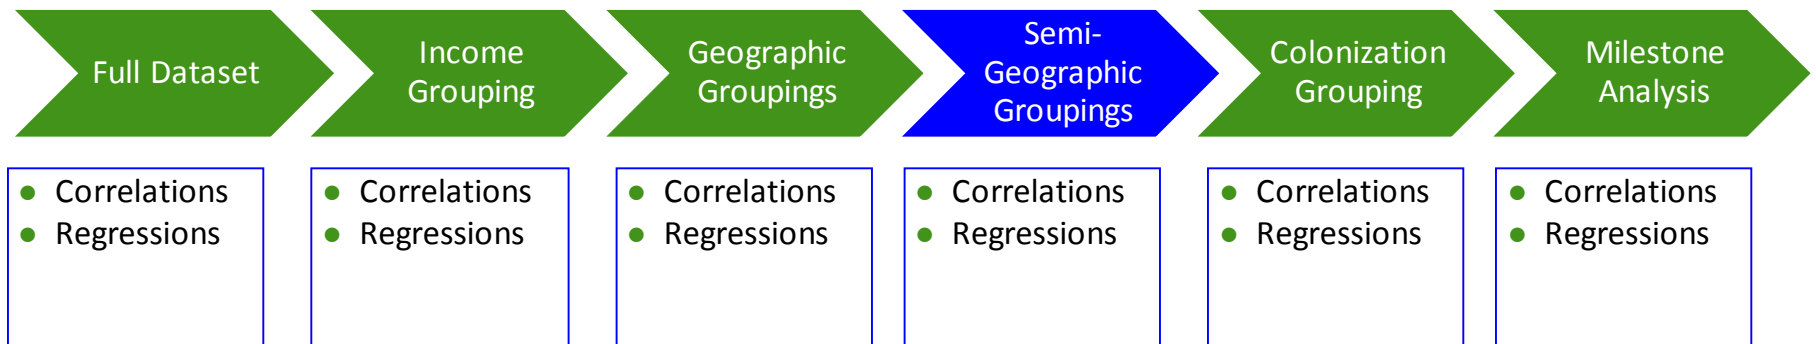 Full Dataset
Income
Grouping
Geographic
Groupings
Semi-
Geographic
Groupings
Colonization
Grouping
Milestone
Analysis
● Correlations
● Regressions
● Correlations
● Regressions
● Correlations
● Regressions
● Correlations
● Regressions
● Correlations
● Regressions
● Correlations
● Regressions